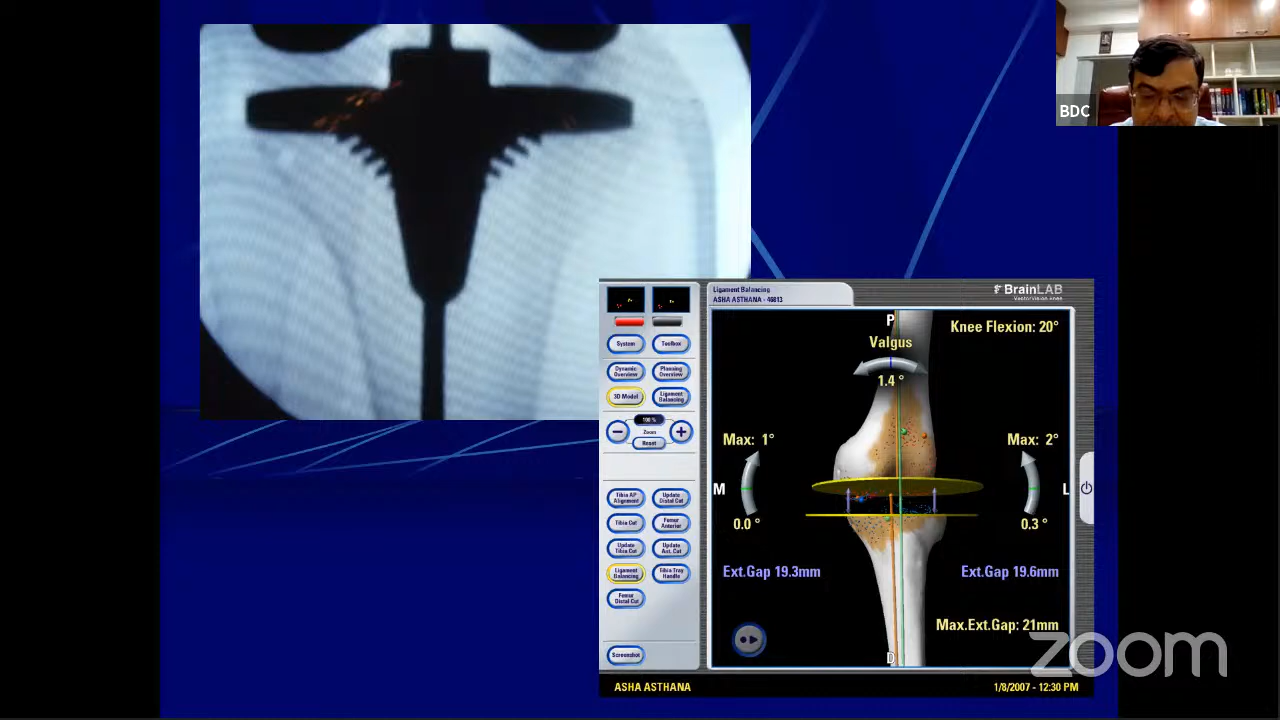 BDC
Ligament Balancing
ASHA ASTHANA - 46813
BrainLAB
VectorVision knee
System
Toolbox
Dynamic Overview
Planning Overview
3D Model
Ligament Balancing
100 %
Zoom
Reset
Tibia AP Alignment
Update Distal Cut
Tibia Cut
Femur Anterior
Update Tibia Cut
Update Ant. Cut
Ligament Balancing
Tibia Tray Handle
Femur Distal Cut
Screenshot
P
Knee Flexion: 20°
Valgus
1.4 °
Max: 1°
Max: 2°
M
L
0.0 °
0.3 °
Ext.Gap 19.3mm
Ext.Gap 19.6mm
Max.Ext.Gap: 21mm
D
ASHA ASTHANA
1/8/2007 - 12:30 PM
zoom